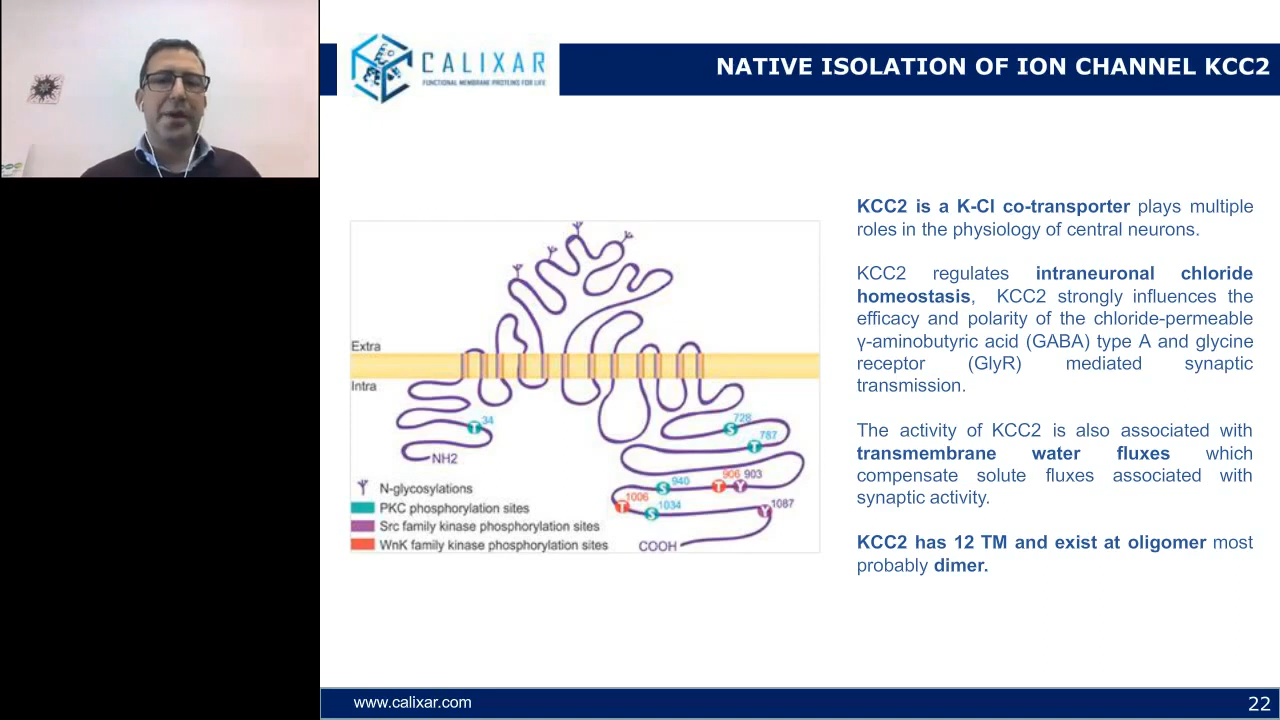 CALIXAR
FUNCTIONAL MEMBRANE PROTEINS FOR LIFE
NATIVE ISOLATION OF ION CHANNEL KCC2
Extra
Intra
T 34
NH2
S 728
T 787
S 940
T 906
Y 903
T 1006
S 1034
Y 1087
COOH
N-glycosylations
PKC phosphorylation sites
Src family kinase phosphorylation sites
WnK family kinase phosphorylation sites
KCC2 is a K-Cl co-transporter plays multiple
roles in the physiology of central neurons.
KCC2 regulates intraneuronal chloride
homeostasis, KCC2 strongly influences the
efficacy and polarity of the chloride-permeable
γ-aminobutyric acid (GABA) type A and glycine
receptor (GlyR) mediated synaptic
transmission.
The activity of KCC2 is also associated with
transmembrane water fluxes which
compensate solute fluxes associated with
synaptic activity.
KCC2 has 12 TM and exist at oligomer most
probably dimer.
www.calixar.com
22